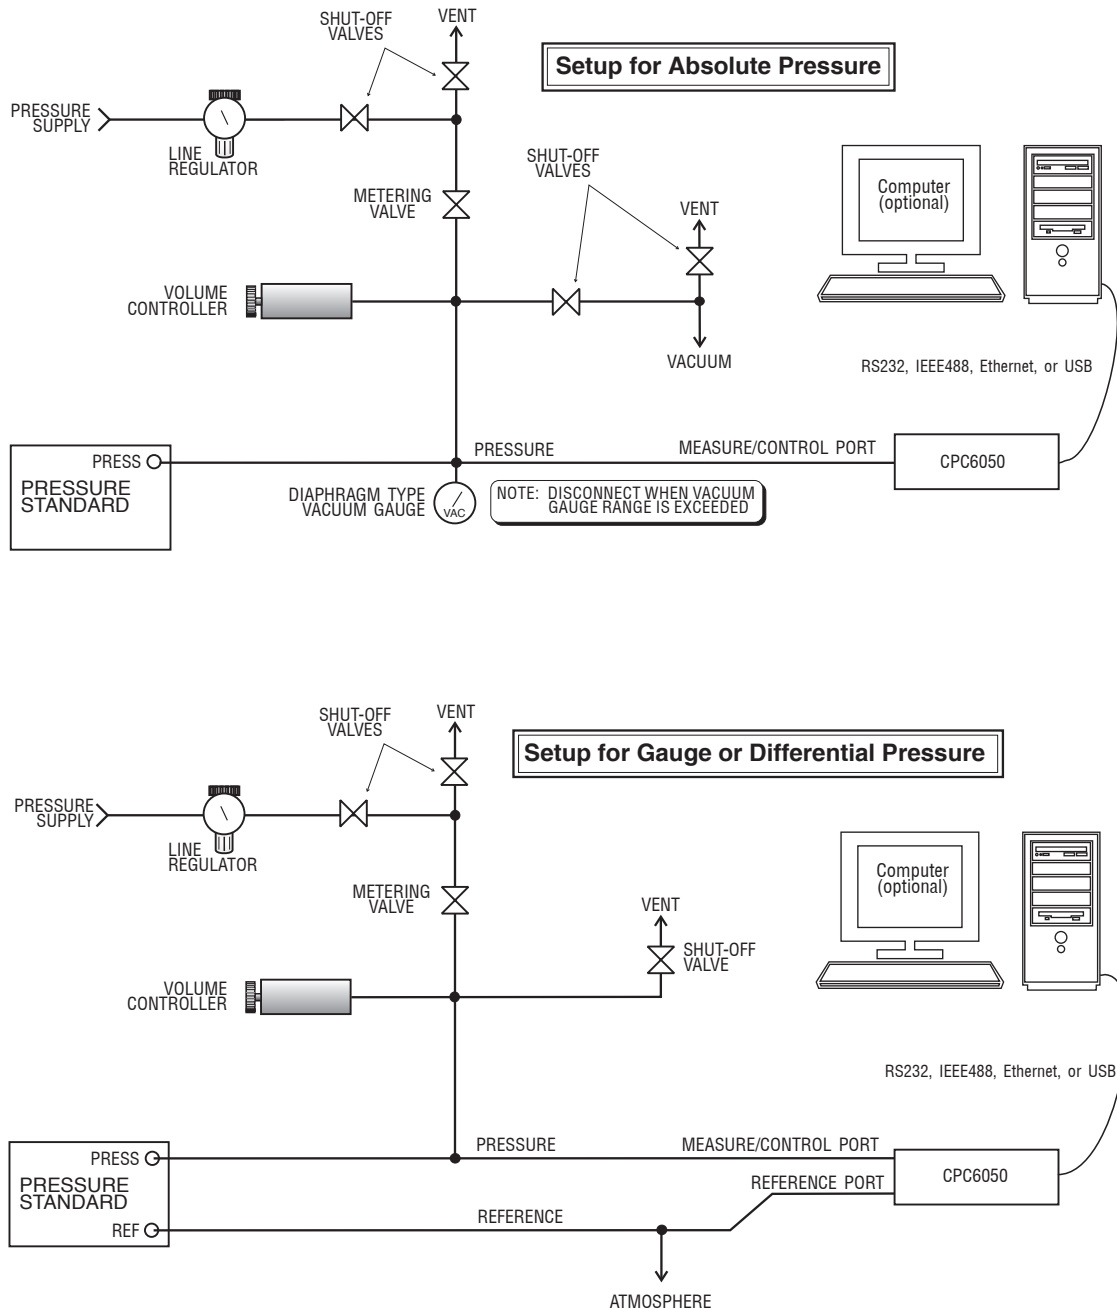 SHUT-OFF
VALVES
VENT
Setup for Absolute Pressure
PRESSURE
SUPPLY
LINE
REGULATOR
METERING
VALVE
SHUT-OFF
VALVES
VENT
Computer
(optional)
VOLUME
CONTROLLER
VACUUM
RS232, IEEE488, Ethernet, or USB
PRESS
PRESSURE
STANDARD
PRESSURE
MEASURE/CONTROL PORT
CPC6050
DIAPHRAGM TYPE
VACUUM GAUGE
VAC
NOTE: DISCONNECT WHEN VACUUM
GAUGE RANGE IS EXCEEDED
SHUT-OFF
VALVES
VENT
Setup for Gauge or Differential Pressure
PRESSURE
SUPPLY
LINE
REGULATOR
METERING
VALVE
VENT
SHUT-OFF
VALVE
Computer
(optional)
VOLUME
CONTROLLER
RS232, IEEE488, Ethernet, or USB
PRESS
PRESSURE
STANDARD
REF
PRESSURE
MEASURE/CONTROL PORT
REFERENCE PORT
CPC6050
REFERENCE
ATMOSPHERE